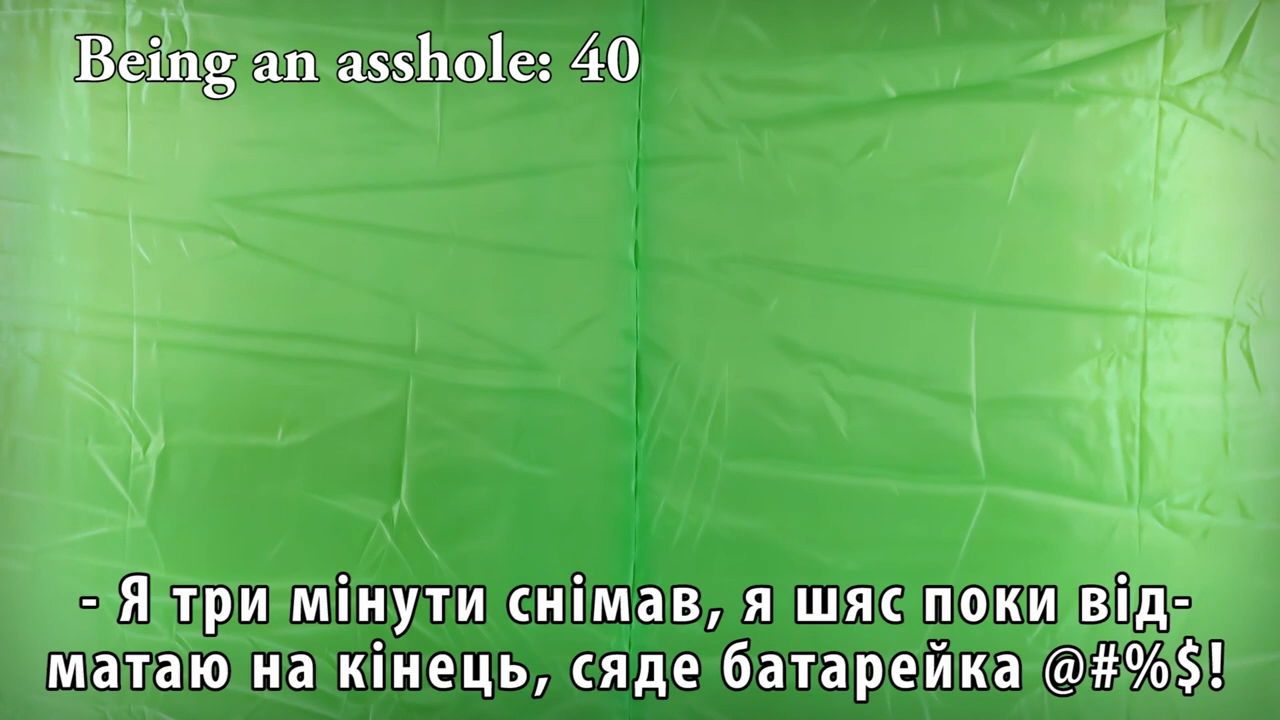 Being an asshole: 40
- Я три мінути снімав, я шяс поки від-
матаю на кінець, сяде батарейка @#%$!